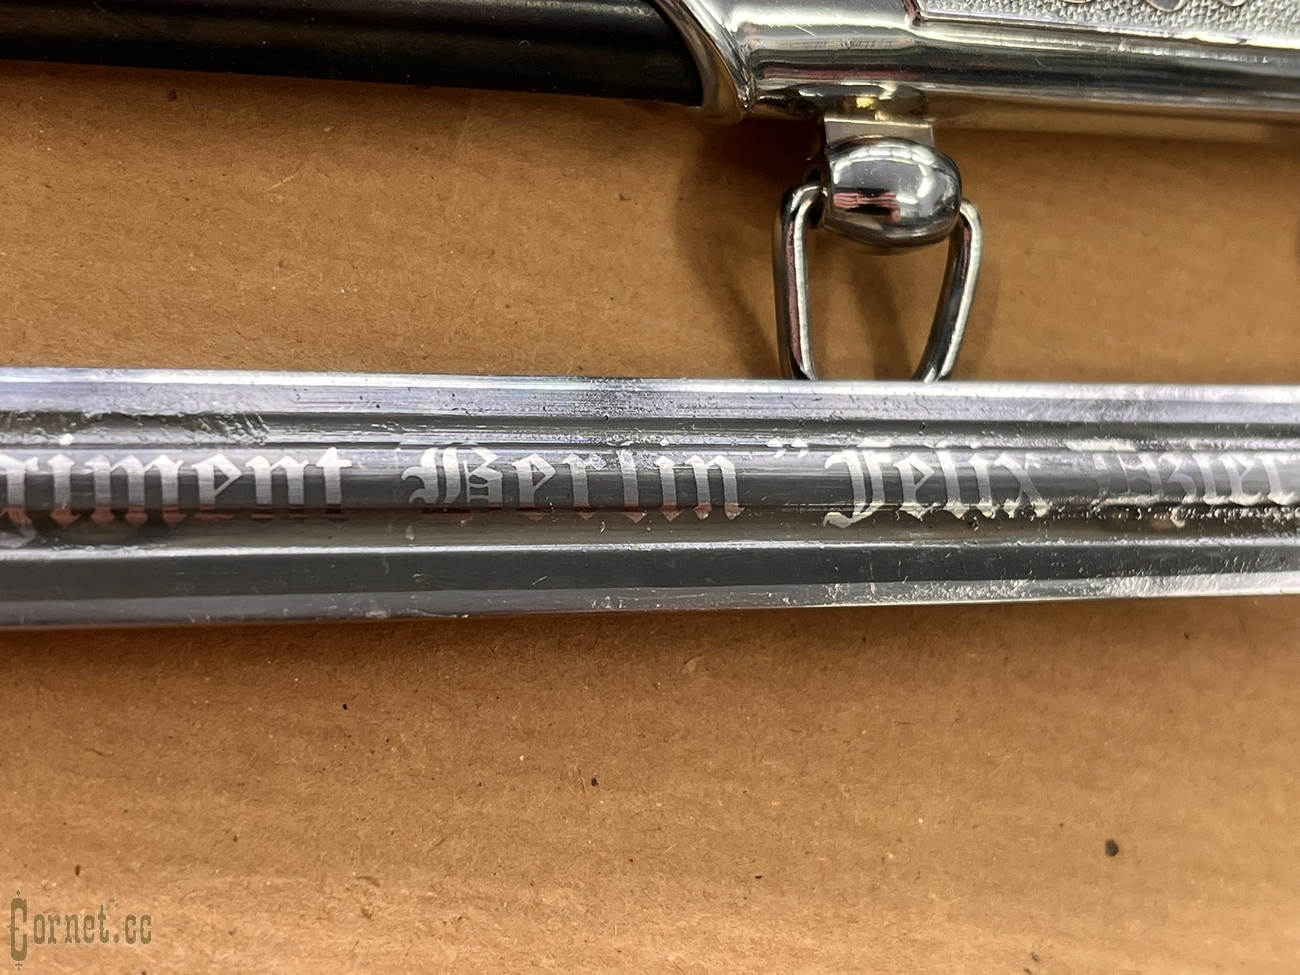 giment Berlin" Felix
Cornet.cc